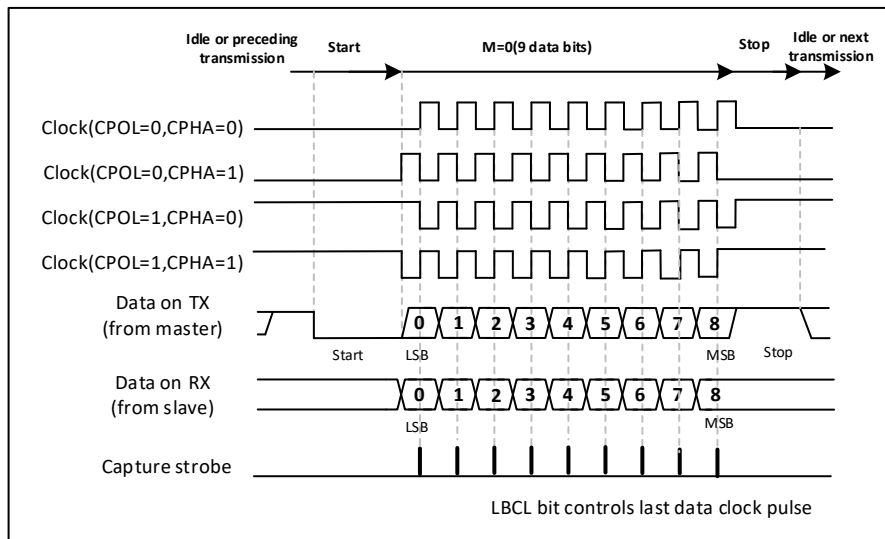 Idle or preceding
transmission
Start
M=0(9 data bits)
Stop
Idle or next
transmission
Clock(CPOL=0,CPHA=0)
Clock(CPOL=0,CPHA=1)
Clock(CPOL=1,CPHA=0)
Clock(CPOL=1,CPHA=1)
Data on TX
(from master)
0 1 2 3 4 5 6 7 8
Start
LSB
MSB
Stop
Data on RX
(from slave)
0 1 2 3 4 5 6 7 8
LSB
MSB
Capture strobe
LBCL bit controls last data clock pulse